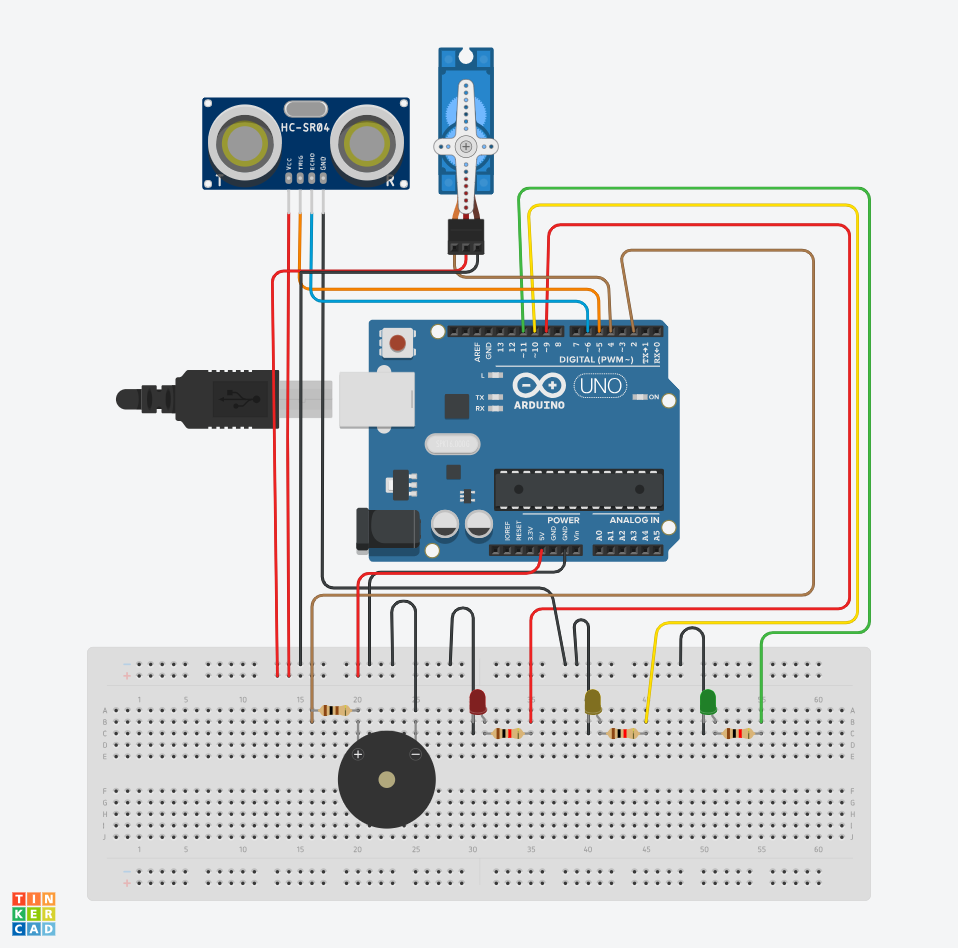 HC-SR04
VCC
TRIG
ECHO
GND
T
R
AREF
GND
13
12
~11
~10
~9
8
7
~6
~5
4
~3
2
TX→1
RX←0
DIGITAL (PWM~)
L
TX
RX
ARDUINO
UNO
ON
IOREF
RESET
3.3V
5V
GND
GND
Vin
POWER
ANALOG IN
A0
A1
A2
A3
A4
A5
− −
+ +
1 5 10 15 20 25 30 35 40 45 50 55 60
A A
B B
C C
D D
E E
+ −
F F
G G
H H
I I
J J
1 5 10 15 20 25 30 35 40 45 50 55 60
− −
+ +
TIN
KER
CAD